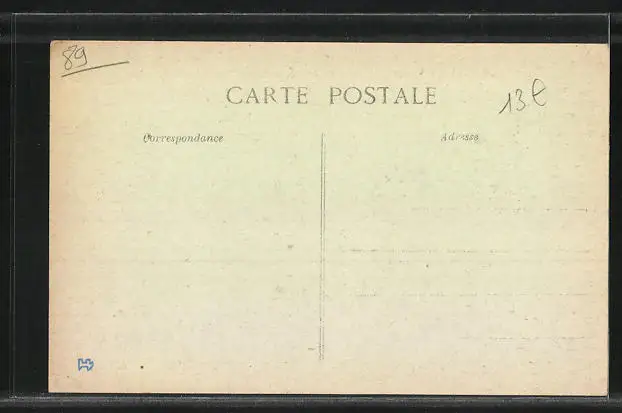 89
CARTE POSTALE
13€
Correspondance
Adresse